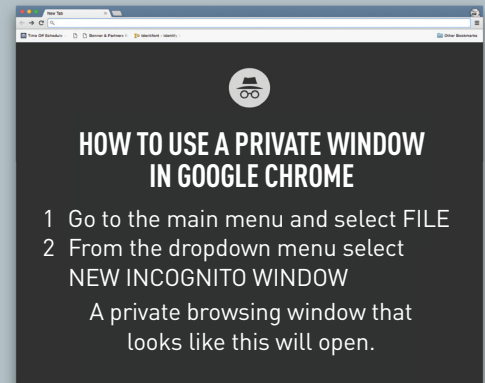 New Tab
Time Off Schedule
Bonner & Partners
Identifont - Identify
Other Bookmarks
HOW TO USE A PRIVATE WINDOW
IN GOOGLE CHROME
1 Go to the main menu and select FILE
2 From the dropdown menu select
NEW INCOGNITO WINDOW
A private browsing window that
looks like this will open.